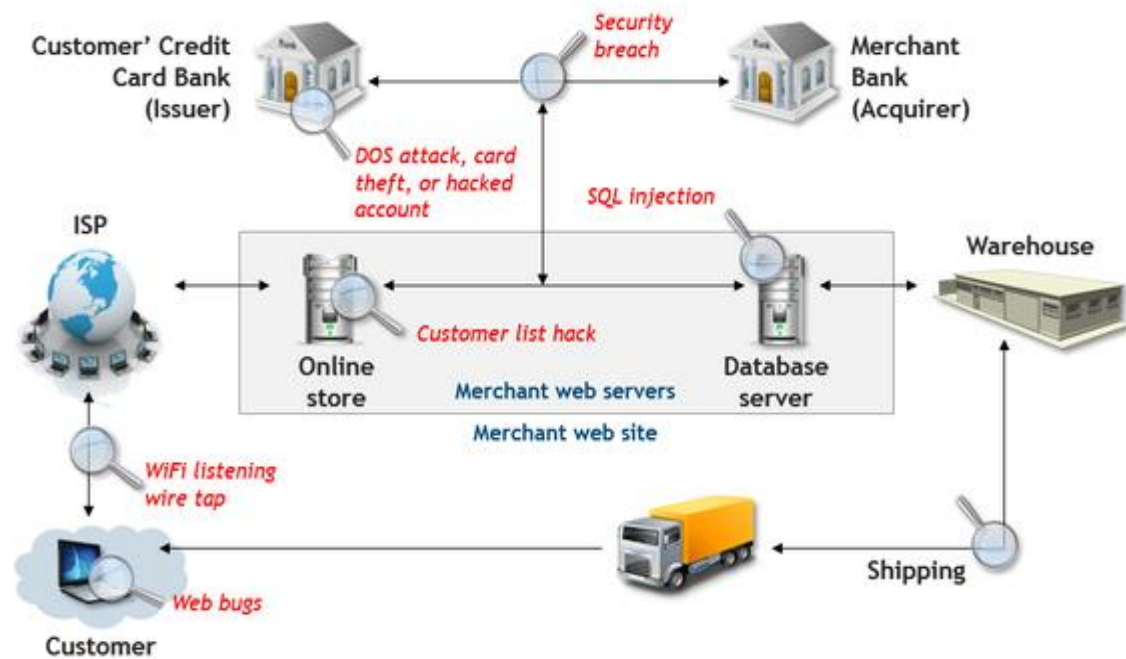 Customer’ Credit
Card Bank
(Issuer)
Security
breach
Merchant
Bank
(Acquirer)
DOS attack, card
theft, or hacked
account
SQL injection
ISP
Warehouse
Customer list hack
Online
store
Database
server
Merchant web servers
Merchant web site
WiFi listening
wire tap
Shipping
Web bugs
Customer